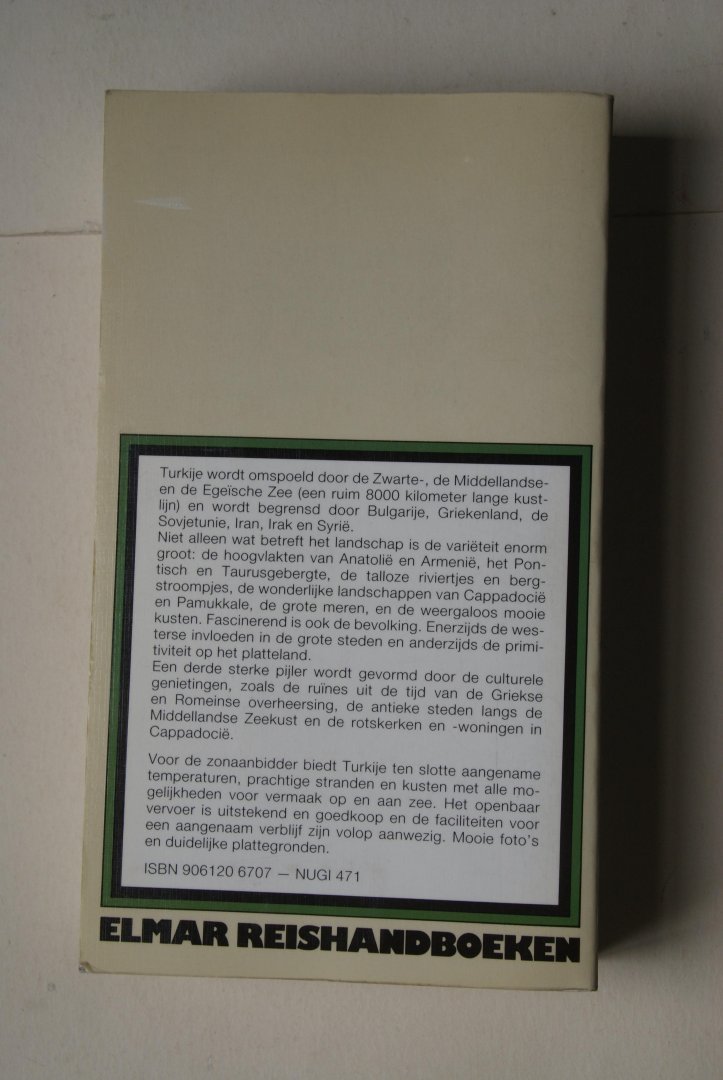 Turkije wordt omspoeld door de Zwarte-, de Middellandse-
en de Egeïsche Zee (een ruim 8000 kilometer lange kust-
lijn) en wordt begrensd door Bulgarije, Griekenland, de
Sovjetunie, Iran, Irak en Syrië.
Niet alleen wat betreft het landschap is de variëteit enorm
groot: de hoogvlakten van Anatolië en Armenië, het Pon-
tisch en Taurusgebergte, de talloze riviertjes en berg-
stroompjes, de wonderlijke landschappen van Cappadocië
en Pamukkale, de grote meren, en de weergaloos mooie
kusten. Fascinerend is ook de bevolking. Enerzijds de wes-
terse invloeden in de grote steden en anderzijds de primi-
tiviteit op het platteland.
Een derde sterke pijler wordt gevormd door de culturele
genietingen, zoals de ruïnes uit de tijd van de Griekse
en Romeinse overheersing, de antieke steden langs de
Middellandse Zeekust en de rotskerken en -woningen in
Cappadocië.
Voor de zonaanbidder biedt Turkije ten slotte aangename
temperaturen, prachtige stranden en kusten met alle mo-
gelijkheden voor vermaak op en aan zee. Het openbaar
vervoer is uitstekend en goedkoop en de faciliteiten voor
een aangenaam verblijf zijn volop aanwezig. Mooie foto's
en duidelijke plattegronden.
ISBN 906120 6707 — NUGI 471
ELMAR REISHANDBOEKEN